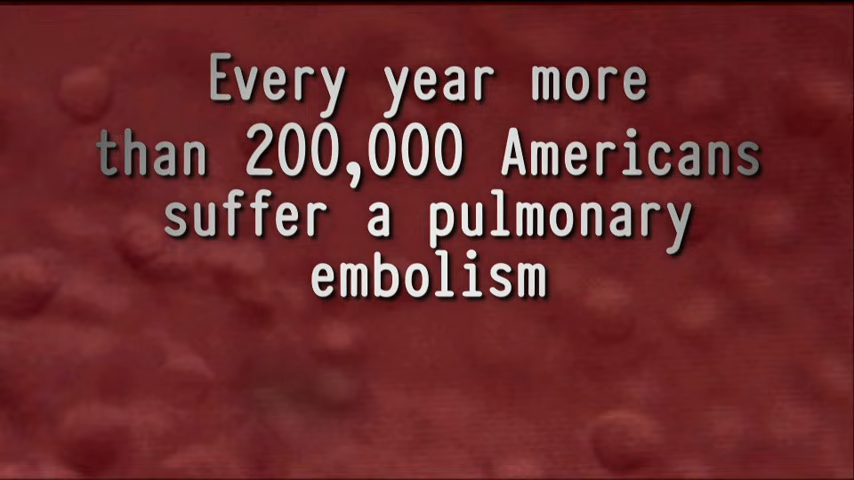 Every year more
than 200,000 Americans
suffer a pulmonary
embolism